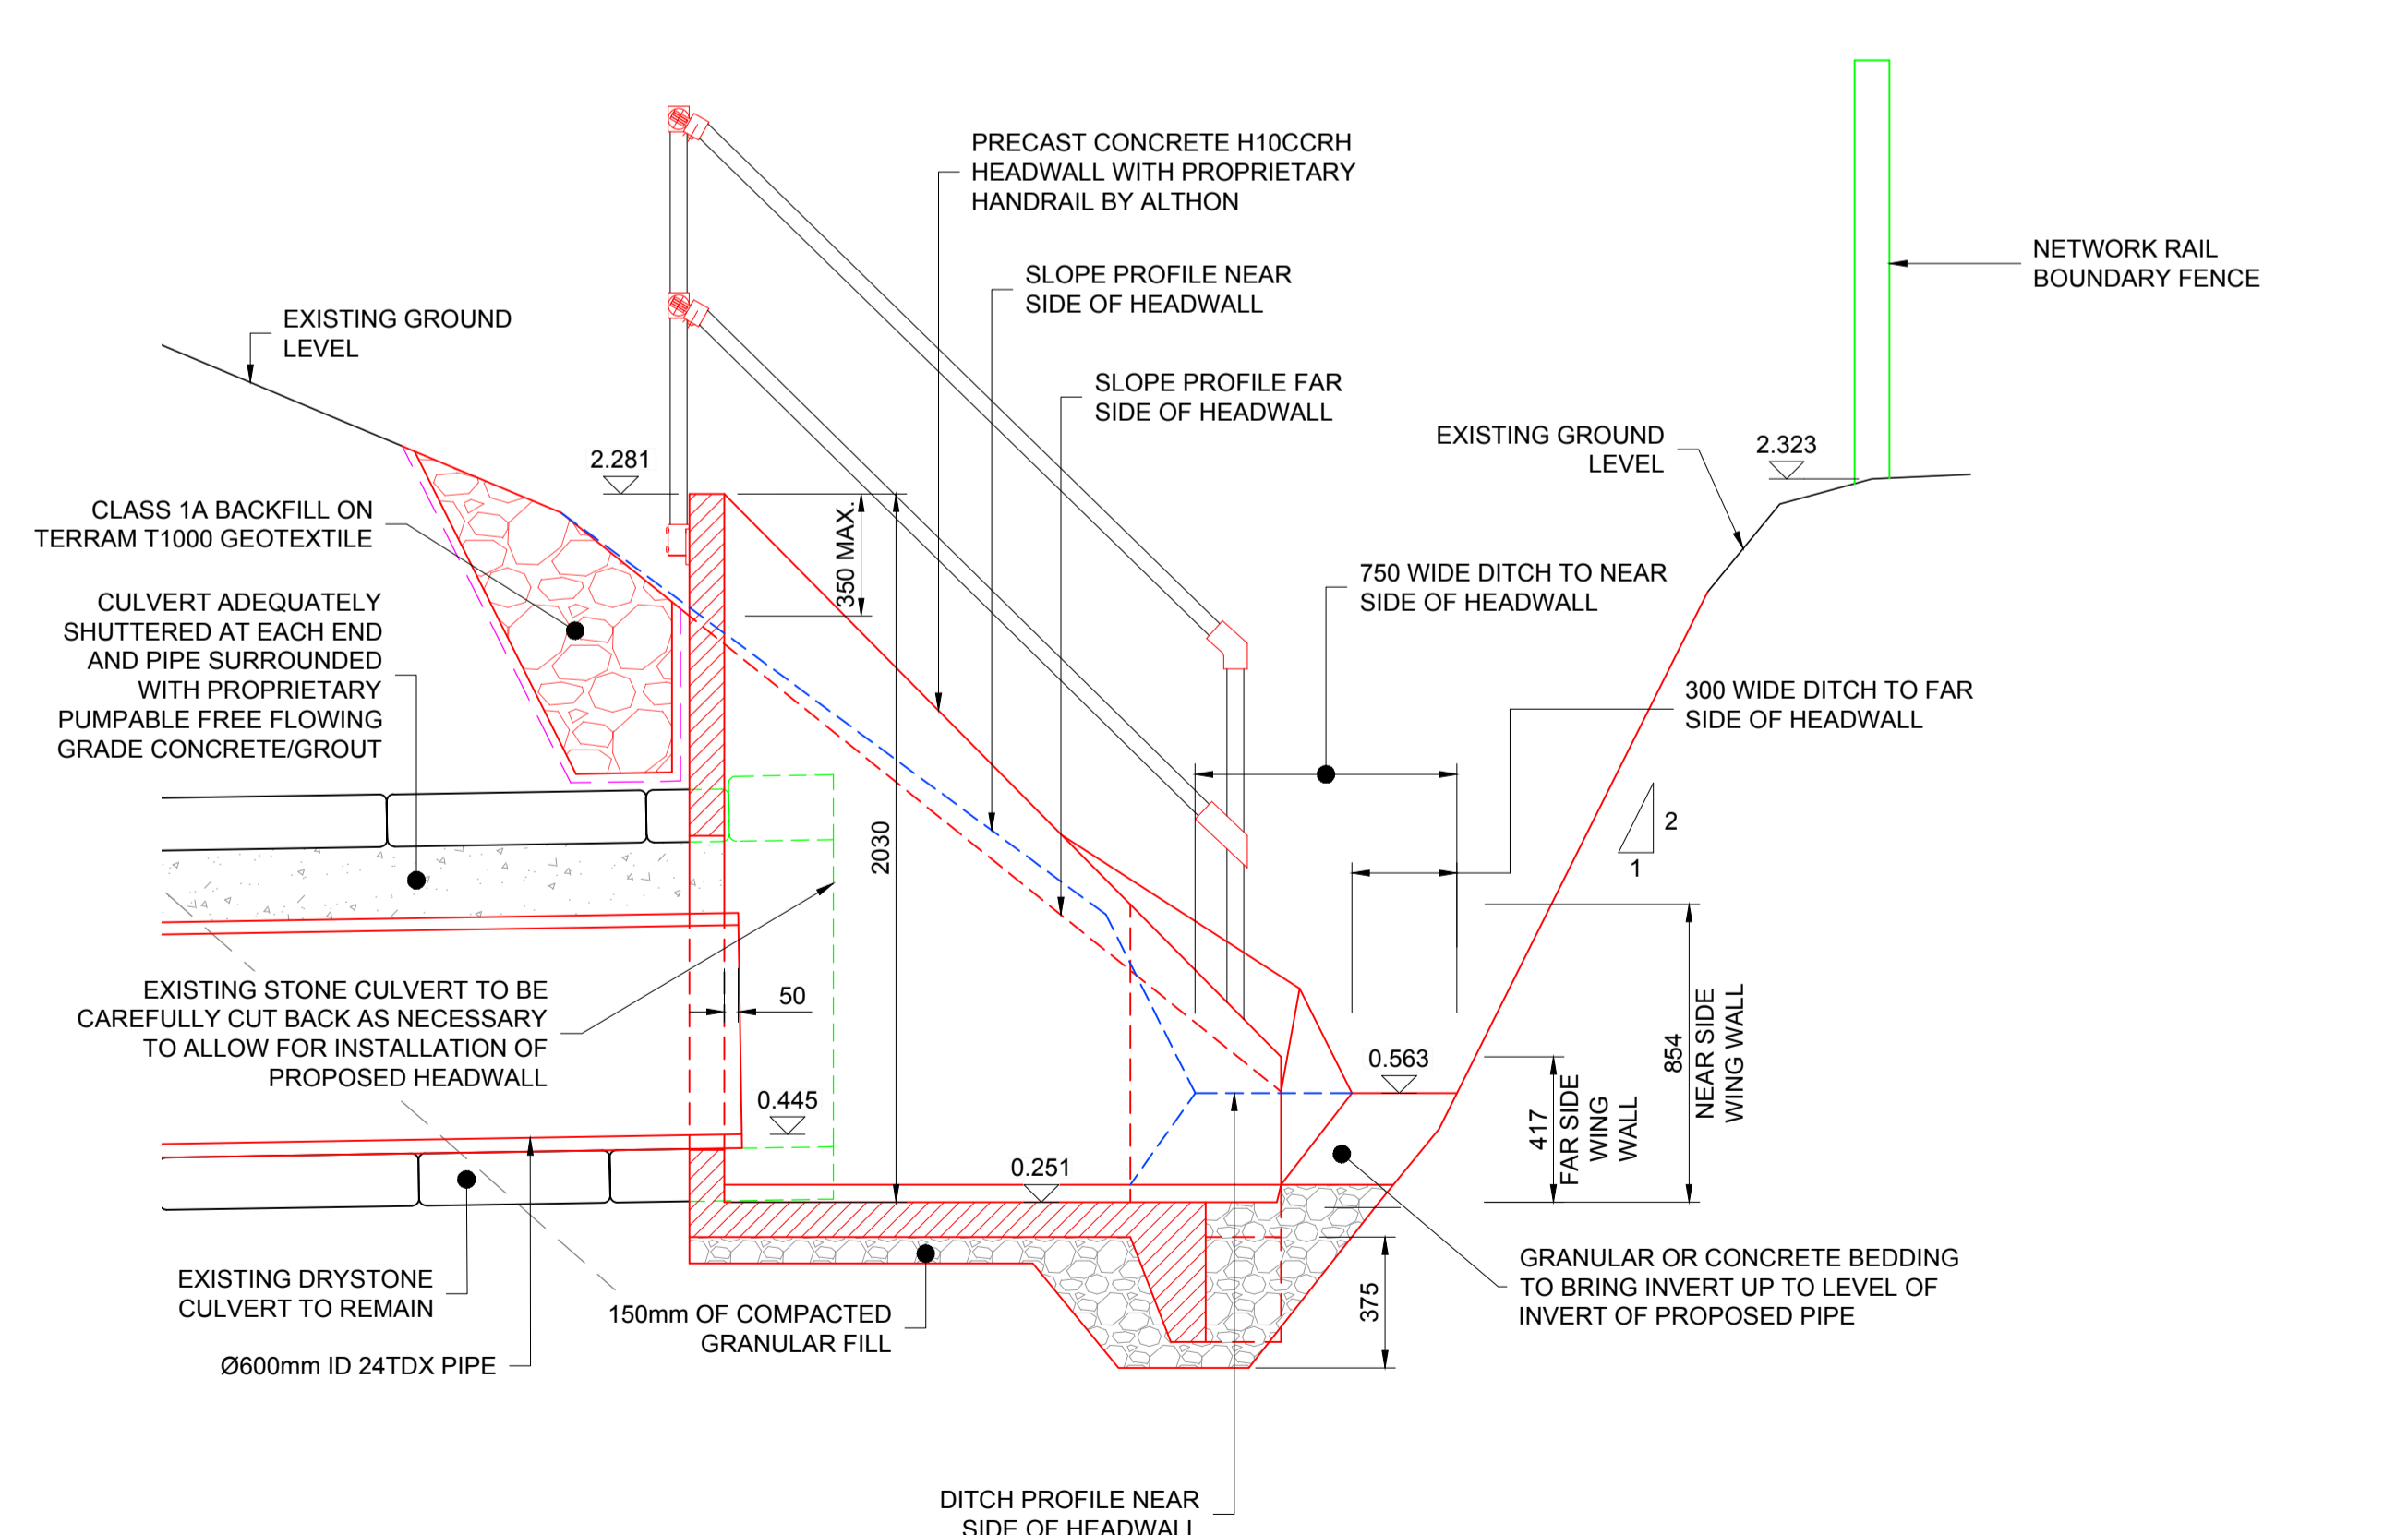 PRECAST CONCRETE H10CCRH
HEADWALL WITH PROPRIETARY
HANDRAIL BY ALTHON
NETWORK RAIL
BOUNDARY FENCE
SLOPE PROFILE NEAR
SIDE OF HEADWALL
EXISTING GROUND
LEVEL
SLOPE PROFILE FAR
SIDE OF HEADWALL
EXISTING GROUND
LEVEL
2.323
2.281
CLASS 1A BACKFILL ON
TERRAM T1000 GEOTEXTILE
350 MAX.
750 WIDE DITCH TO NEAR
SIDE OF HEADWALL
CULVERT ADEQUATELY
SHUTTERED AT EACH END
AND PIPE SURROUNDED
WITH PROPRIETARY
PUMPABLE FREE FLOWING
GRADE CONCRETE/GROUT
300 WIDE DITCH TO FAR
SIDE OF HEADWALL
2
1
2030
EXISTING STONE CULVERT TO BE
CAREFULLY CUT BACK AS NECESSARY
TO ALLOW FOR INSTALLATION OF
PROPOSED HEADWALL
50
854
NEAR SIDE
WING WALL
0.563
417
FAR SIDE
WING
WALL
0.445
0.251
EXISTING DRYSTONE
CULVERT TO REMAIN
150mm OF COMPACTED
GRANULAR FILL
375
GRANULAR OR CONCRETE BEDDING
TO BRING INVERT UP TO LEVEL OF
INVERT OF PROPOSED PIPE
Ø600mm ID 24TDX PIPE
DITCH PROFILE NEAR
SIDE OF HEADWALL